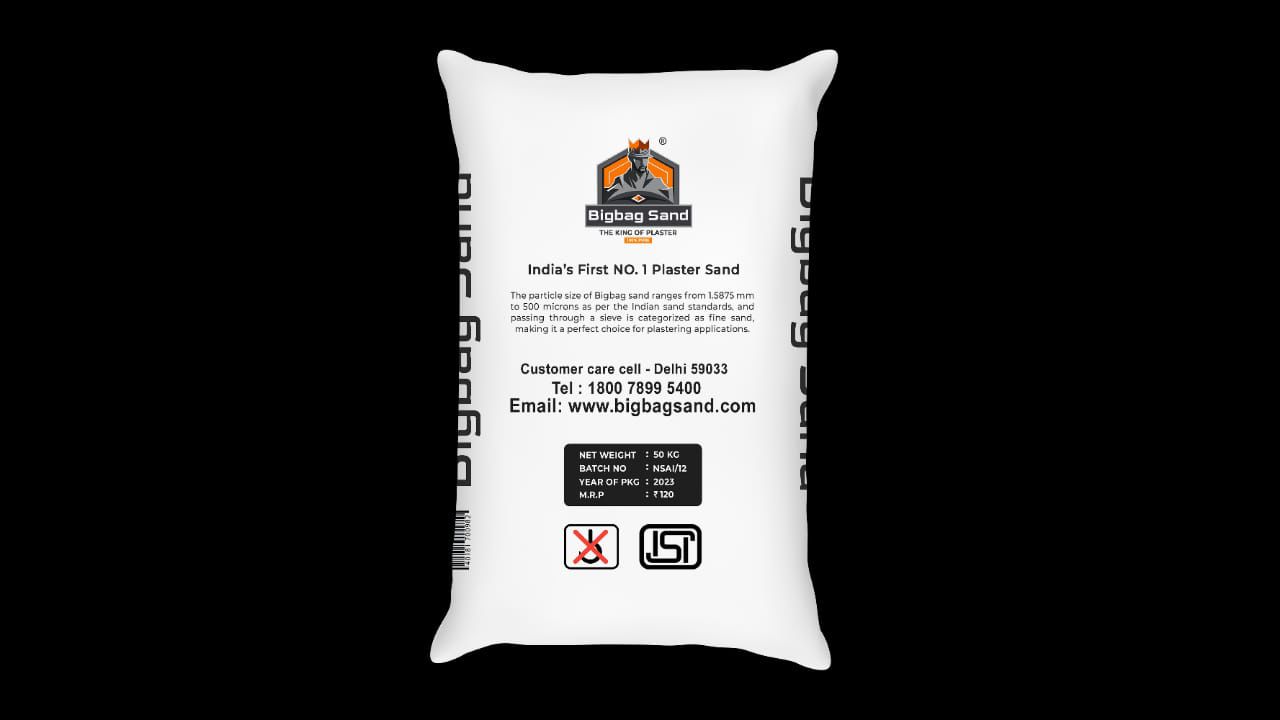 ®
Bigbag Sand
THE KING OF PLASTER
India's First NO. 1 Plaster Sand
The particle size of Bigbag sand ranges from 1.5875 mm
to 500 microns as per the Indian sand standards, and
passing through a sieve is categorized as fine sand,
making it a perfect choice for plastering applications.
Customer care cell - Delhi 59033
Tel : 1800 7899 5400
Email: www.bigbagsand.com
NET WEIGHT : 50 KG
BATCH NO : NSAI/12
YEAR OF PKG : 2023
M.R.P : ₹120
ISI
Bigbag Sand
Bigbag Sand